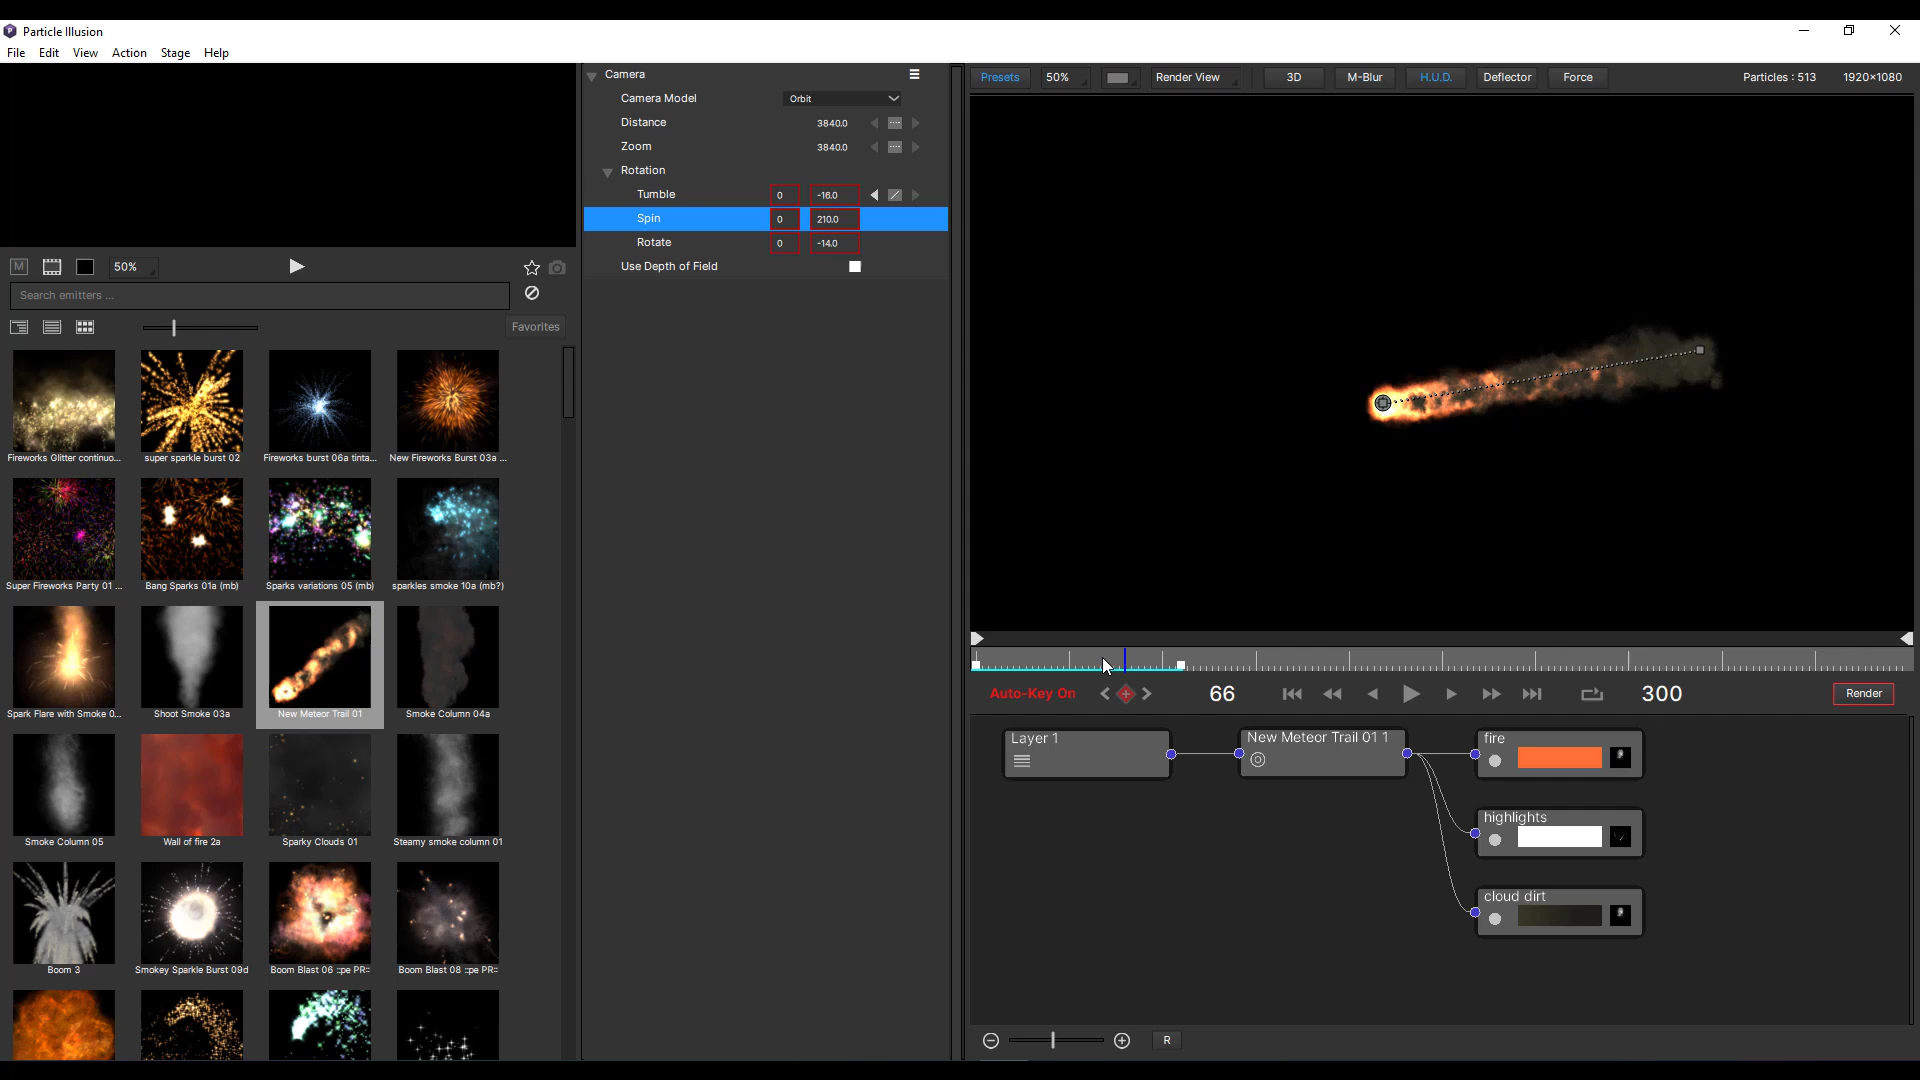 Particle Illusion
File Edit View Action Stage Help
M 50%
Search emitters ...
Favorites
Fireworks Glitter continuo... super sparkle burst 02 Fireworks burst 06a tinta... New Fireworks Burst 03a ...
Super Fireworks Party 01 ... Bang Sparks 01a (mb) Sparks variations 05 (mb) sparkles smoke 10a (mb?)
Spark Flare with Smoke 0... Shoot Smoke 03a New Meteor Trail 01 Smoke Column 04a
Smoke Column 05 Wall of fire 2a Sparky Clouds 01 Steamy smoke column 01
Boom 3 Smokey Sparkle Burst 09d Boom Blast 06 ::pe PR:: Boom Blast 08 ::pe PR::
Camera
Camera Model Orbit
Distance 3840.0
Zoom 3840.0
Rotation
Tumble 0 -16.0
Spin 0 210.0
Rotate 0 -14.0
Use Depth of Field
Presets 50% Render View 3D M-Blur H.U.D. Deflector Force Particles : 513 1920×1080
Auto-Key On 66 300 Render
Layer 1 New Meteor Trail 01 1 fire
highlights
cloud dirt
R